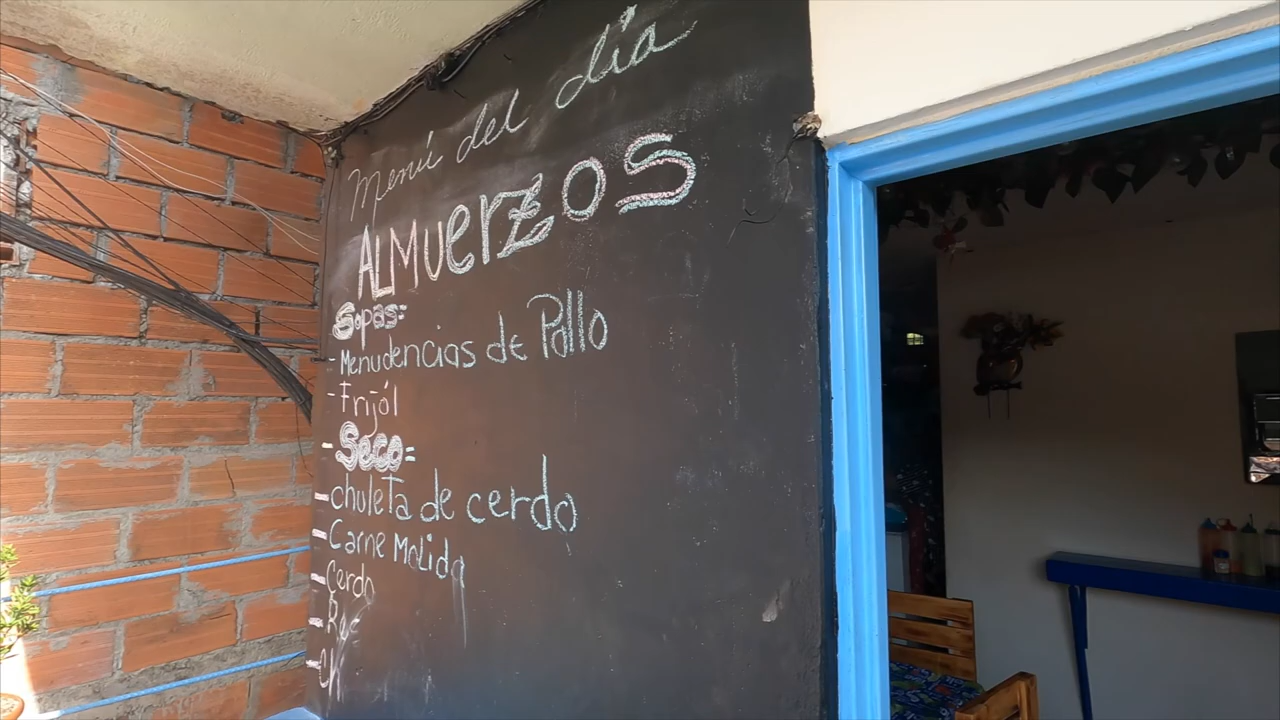 Menú del día
ALMUERZOS
Sopas:
- Menudencias de Pollo
- Frijól
- Seco=
- chuleta de cerdo
- Carne Molida
- Cerdo